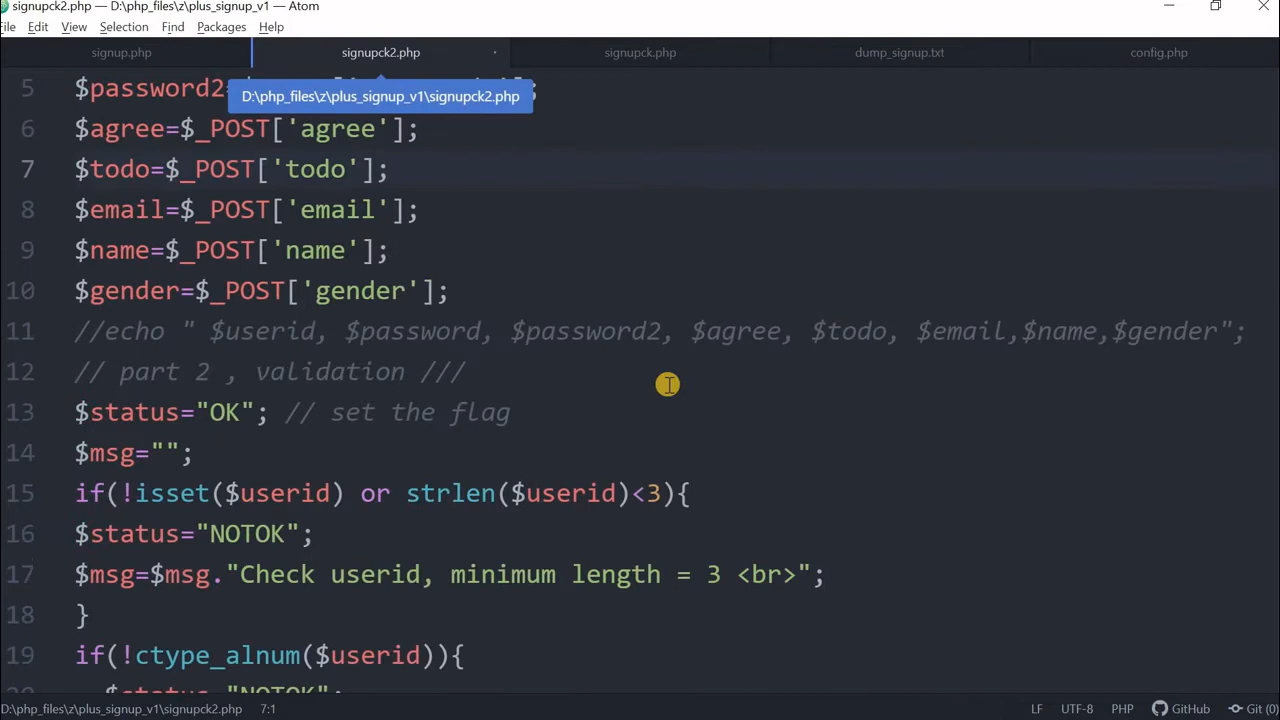 signupck2.php — D:\php_files\z\plus_signup_v1 — Atom
File Edit View Selection Find Packages Help
signup.php signupck2.php signupck.php dump_signup.txt config.php
5 $password2
D:\php_files\z\plus_signup_v1\signupck2.php
6 $agree=$_POST['agree'];
7 $todo=$_POST['todo'];
8 $email=$_POST['email'];
9 $name=$_POST['name'];
10 $gender=$_POST['gender'];
11 //echo " $userid, $password, $password2, $agree, $todo, $email,$name,$gender";
12 // part 2 , validation ///
13 $status="OK"; // set the flag
14 $msg="";
15 if(!isset($userid) or strlen($userid)<3){
16 $status="NOTOK";
17 $msg=$msg."Check userid, minimum length = 3 <br>";
18 }
19 if(!ctype_alnum($userid)){
20 $status="NOTOK";
D:\php_files\z\plus_signup_v1\signupck2.php 7:1 LF UTF-8 PHP GitHub Git (0)